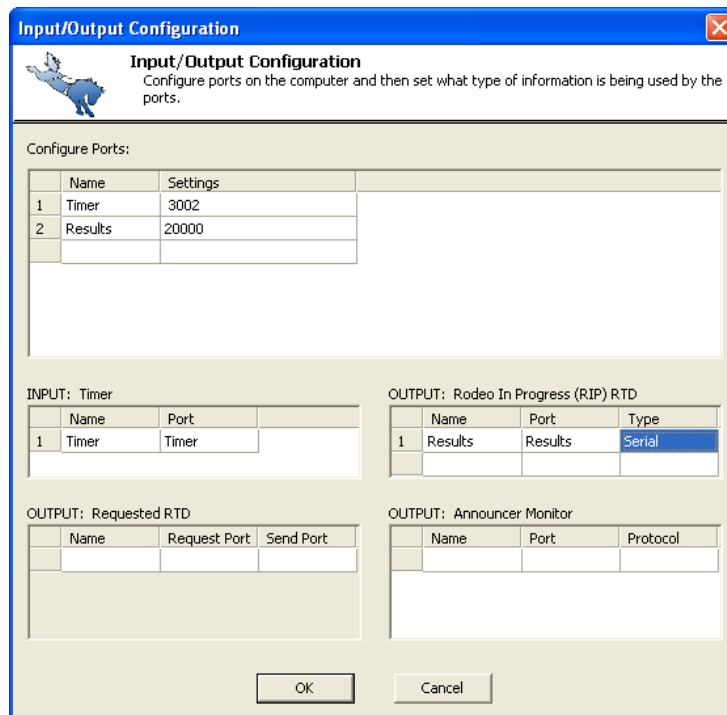 Input/Output Configuration
Input/Output Configuration
Configure ports on the computer and then set what type of information is being used by the
ports.
Configure Ports:
Name Settings
1 Timer 3002
2 Results 20000
INPUT: Timer
Name Port
1 Timer Timer
OUTPUT: Rodeo In Progress (RIP) RTD
Name Port Type
1 Results Results Serial
OUTPUT: Requested RTD
Name Request Port Send Port
OUTPUT: Announcer Monitor
Name Port Protocol
OK Cancel